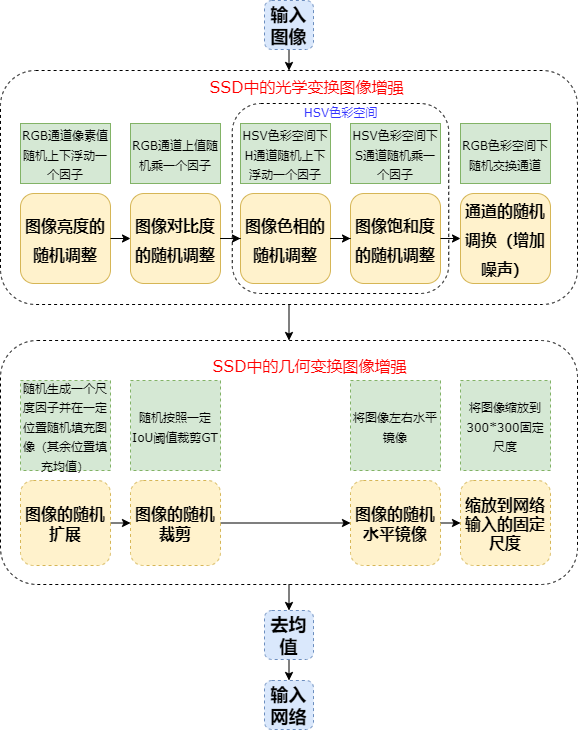 输入
图像
SSD中的光学变换图像增强
HSV色彩空间
RGB通道像素值
随机上下浮动一
个因子
RGB通道上值随
机乘一个因子
HSV色彩空间下
H通道随机上下
浮动一个因子
HSV色彩空间下
S通道随机乘一
个因子
RGB色彩空间下
随机交换通道
图像亮度的
随机调整
图像对比度
的随机调整
图像色相的
随机调整
图像饱和度
的随机调整
通道的随机
调换（增加
噪声）
SSD中的几何变换图像增强
随机生成一个尺
度因子并在一定
位置随机填充图
像（其余位置填
充均值）
随机按照一定
IoU阈值裁剪GT
将图像左右水平
镜像
将图像缩放到
300*300固定
尺度
图像的随机
扩展
图像的随机
裁剪
图像的随机
水平镜像
缩放到网络
输入的固定
尺度
去均
值
输入
网络